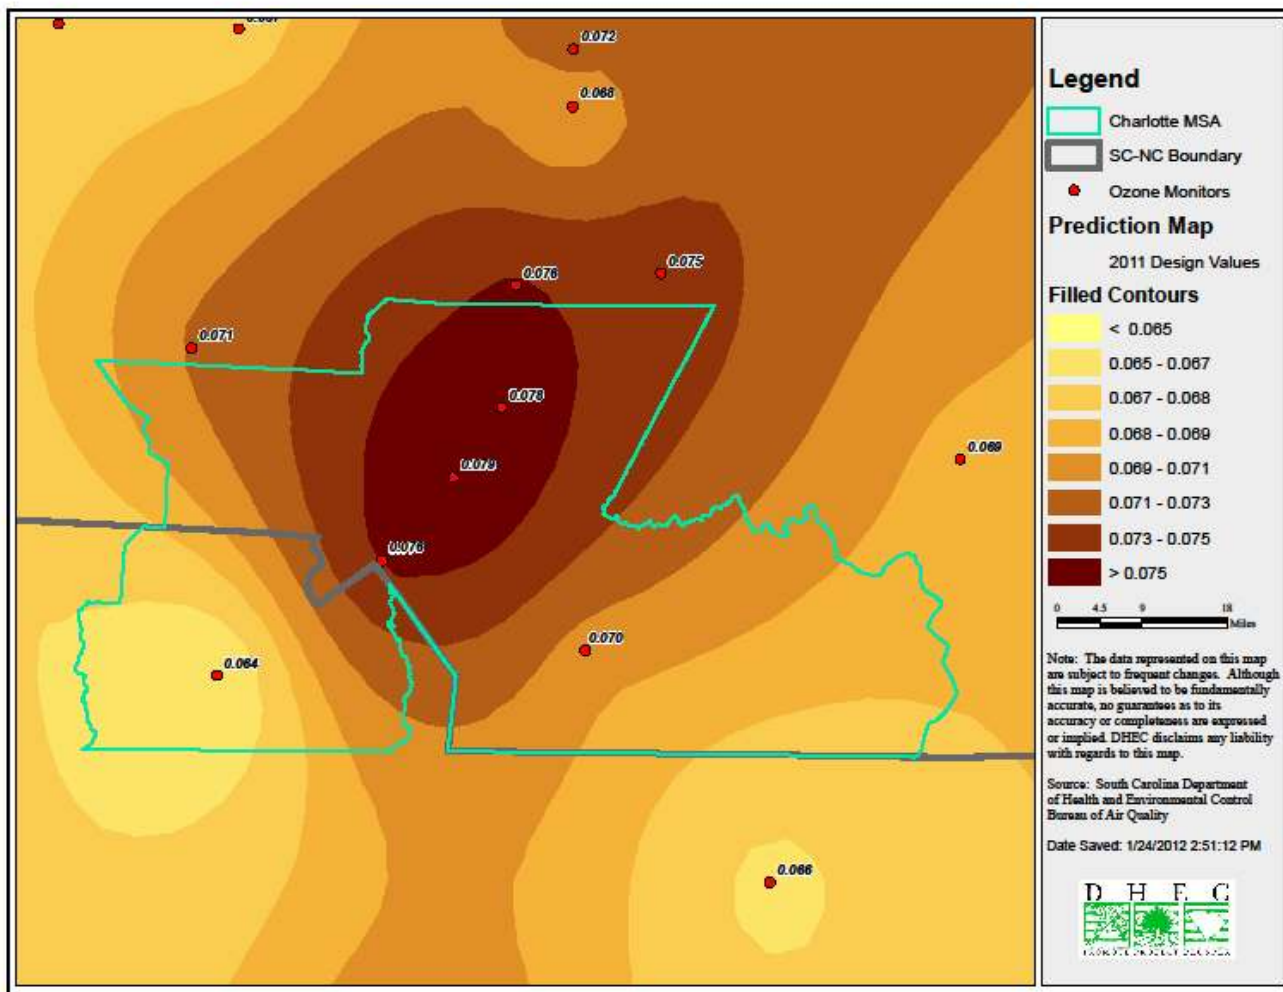 0.072
0.068
0.075
0.076
0.071
0.078
0.069
0.079
0.076
0.070
0.064
0.066
Legend
Charlotte MSA
SC-NC Boundary
Ozone Monitors
Prediction Map
2011 Design Values
Filled Contours
< 0.065
0.065 - 0.067
0.067 - 0.068
0.068 - 0.069
0.069 - 0.071
0.071 - 0.073
0.073 - 0.075
> 0.075
0 4.5 9 18
Miles
Note: The data represented on this map
are subject to frequent changes. Although
this map is believed to be fundamentally
accurate, no guarantees as to its
accuracy or completeness are expressed
or implied. DHEC disclaims any liability
with regards to this map.
Source: South Carolina Department
of Health and Environmental Control
Bureau of Air Quality
Date Saved: 1/24/2012 2:51:12 PM
D H E C
PROMOTE PROTECT PROSPER